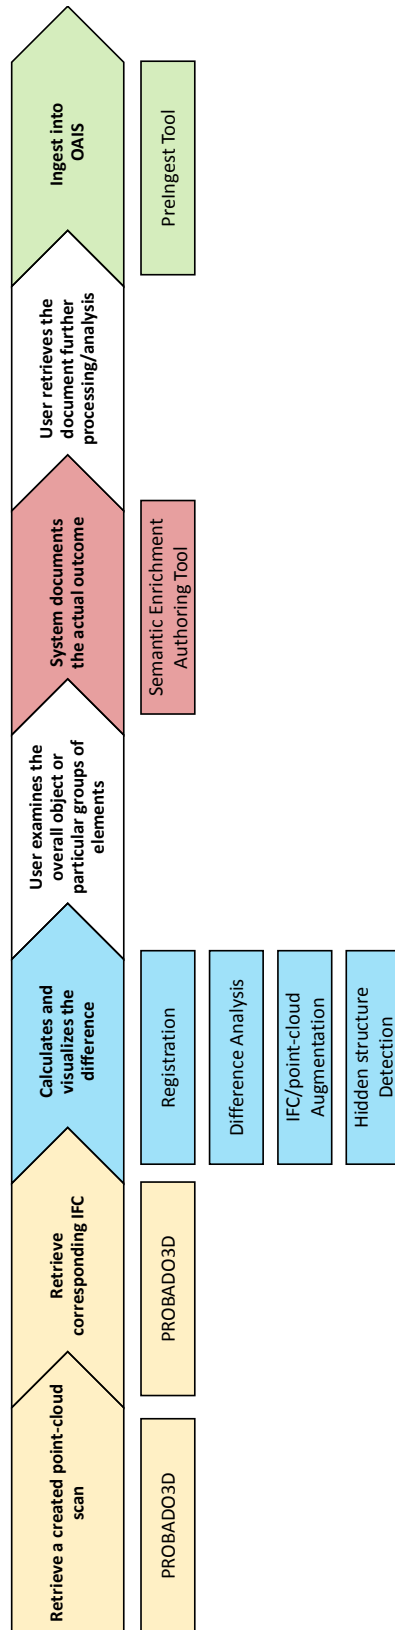 Retrieve a created point-cloud
scan
Retrieve
corresponding IFC
Calculates and
visualizes the
difference
User examines the
overall object or
particular groups of
elements
System documents
the actual outcome
User retrieves the
document further
processing/analysis
Ingest into
OAIS
PROBADO3D
PROBADO3D
Registration
Difference Analysis
IFC/point-cloud
Augmentation
Hidden structure
Detection
Semantic Enrichment
Authoring Tool
PreIngest Tool